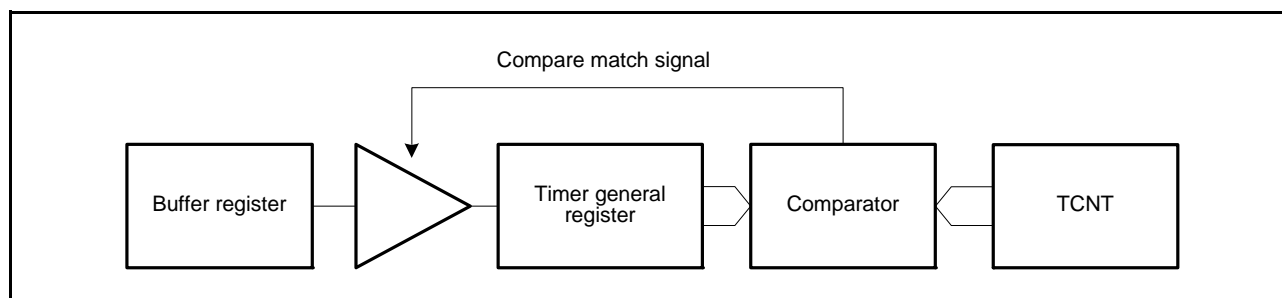 Compare match signal
Buffer register
Timer general
register
Comparator
TCNT